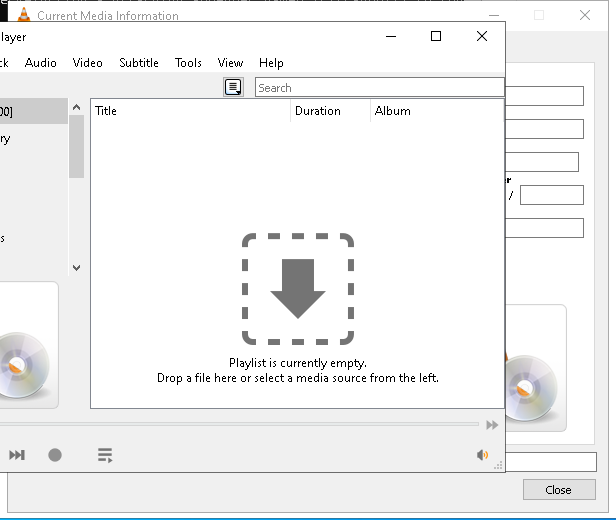 Current Media Information
layer
ck Audio Video Subtitle Tools View Help
Search
00]
Title Duration Album
ry
r
/
s
Playlist is currently empty.
Drop a file here or select a media source from the left.
Close